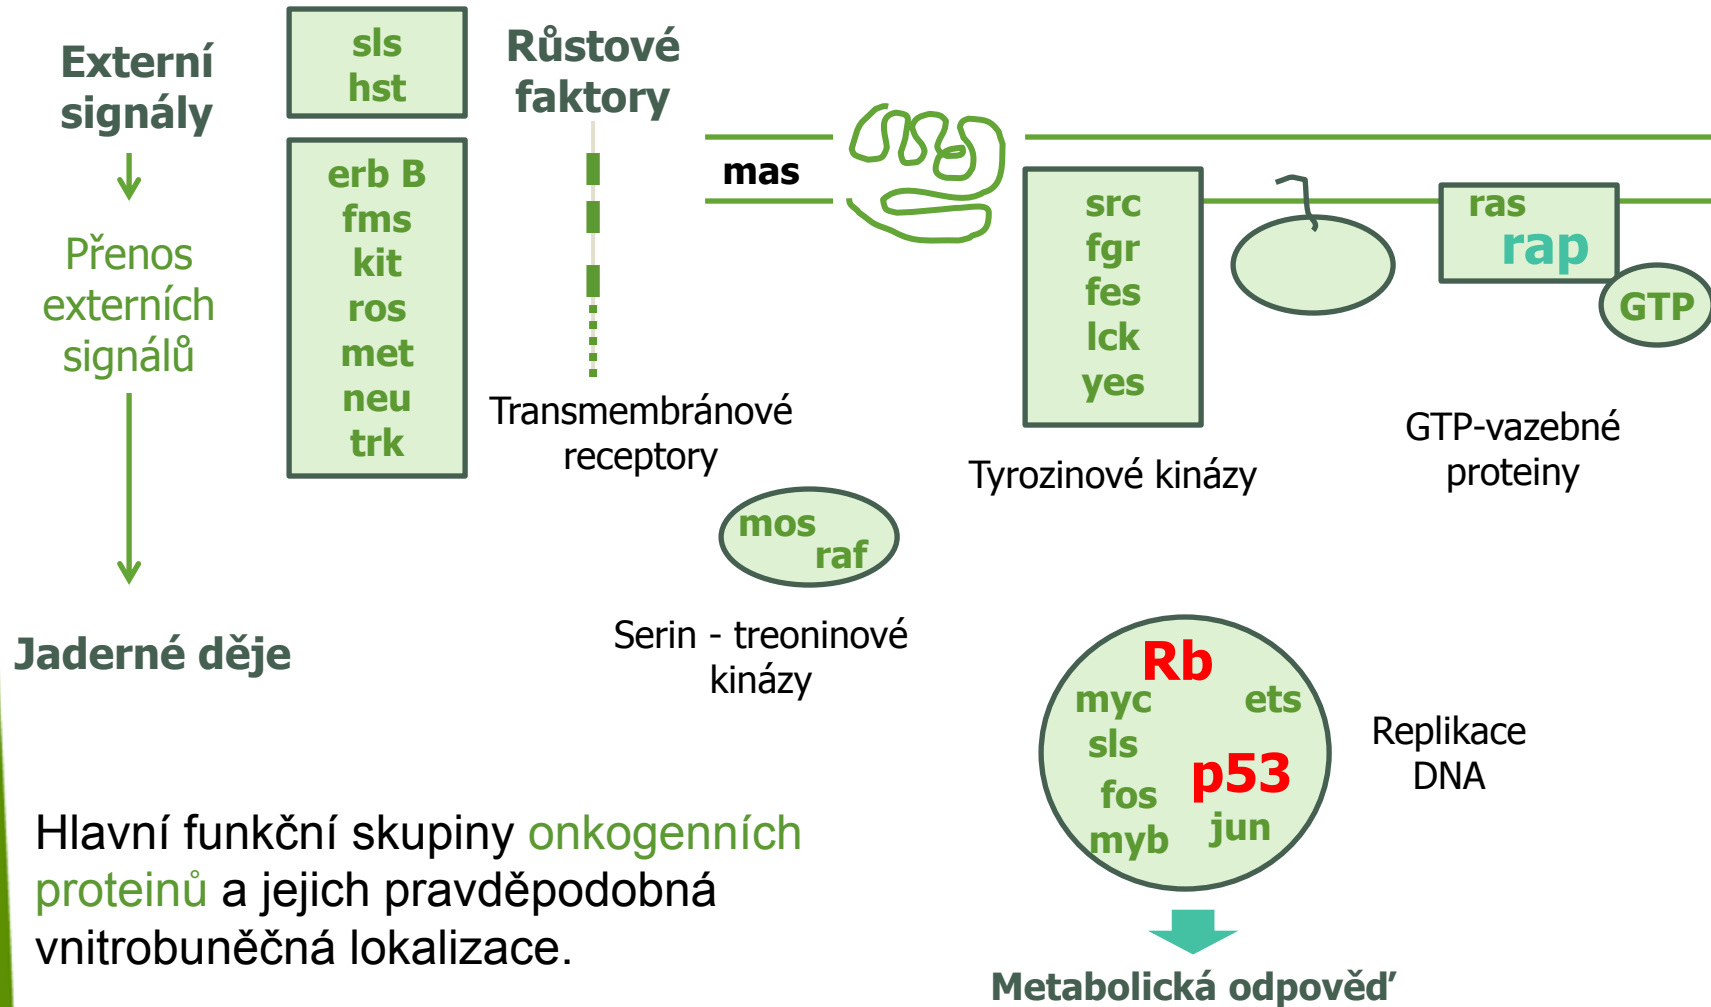 Externí
signály
Přenos
externích
signálů
Jaderné děje
sls
hst
erb B
fms
kit
ros
met
neu
trk
Růstové
faktory
Transmembránové
receptory
mas
src
fgr
fes
lck
yes
Tyrozinové kinázy
ras
rap
GTP
GTP-vazebné
proteiny
mos
raf
Serin - treoninové
kinázy
Rb
myc ets
sls
p53
fos
jun
myb
Replikace
DNA
Metabolická odpověď
Hlavní funkční skupiny onkogenních
proteinů a jejich pravděpodobná
vnitrobuněčná lokalizace.